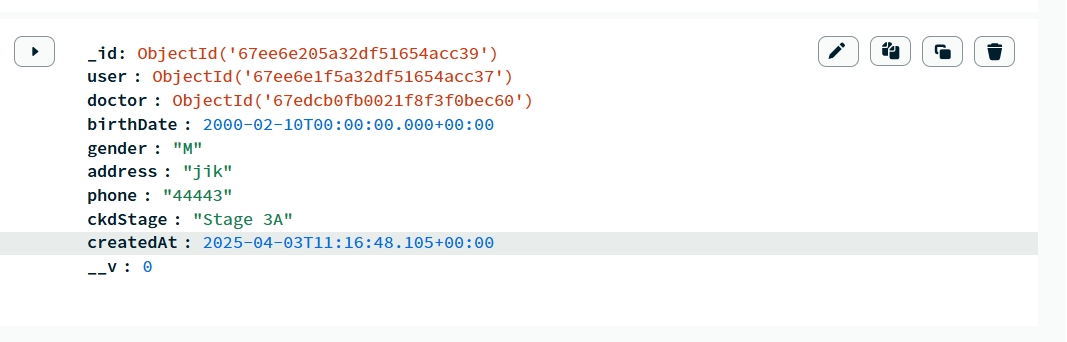 _id: ObjectId('67ee6e205a32df51654acc39')
user : ObjectId('67ee6e1f5a32df51654acc37')
doctor : ObjectId('67edcb0fb0021f8f3f0bec60')
birthDate : 2000-02-10T00:00:00.000+00:00
gender : "M"
address : "jik"
phone : "44443"
ckdStage : "Stage 3A"
createdAt : 2025-04-03T11:16:48.105+00:00
__v : 0